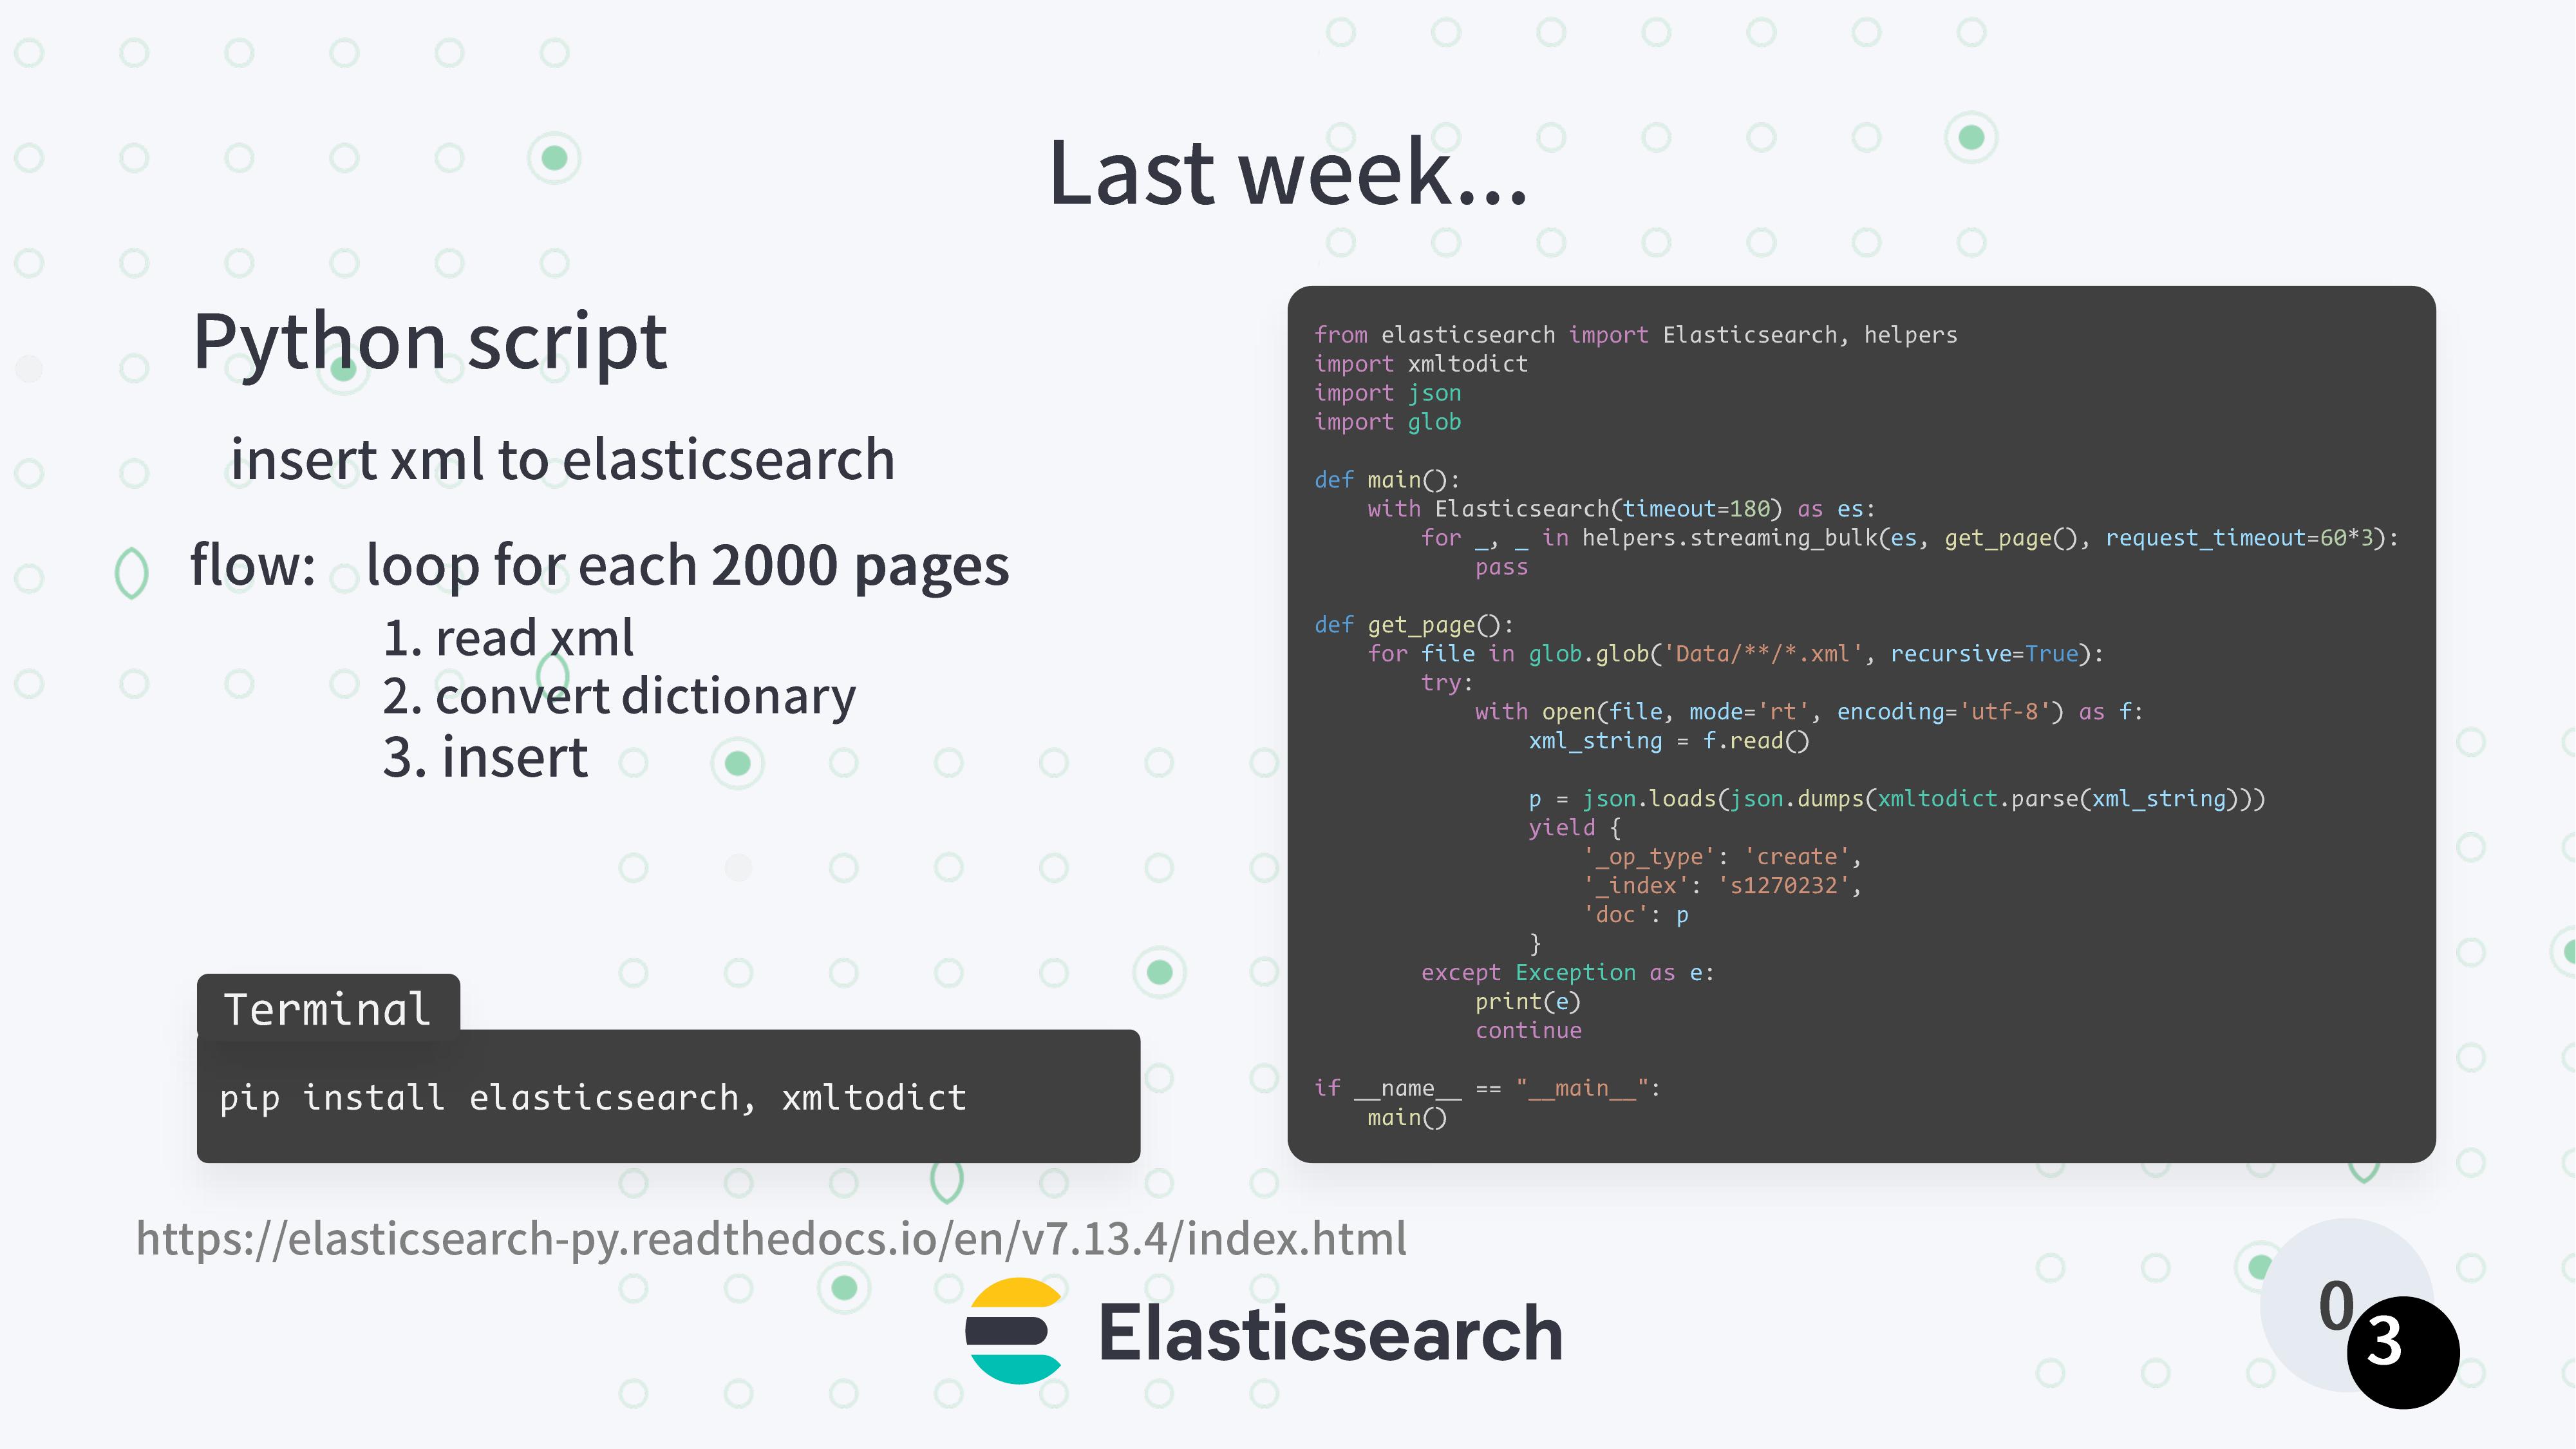 Last week...
Python script
insert xml to elasticsearch
flow: loop for each 2000 pages
1. read xml
2. convert dictionary
3. insert
Terminal
pip install elasticsearch, xmltodict
from elasticsearch import Elasticsearch, helpers
import xmltodict
import json
import glob
def main():
    with Elasticsearch(timeout=180) as es:
        for _, _ in helpers.streaming_bulk(es, get_page(), request_timeout=60*3):
            pass
def get_page():
    for file in glob.glob('Data/**/*.xml', recursive=True):
        try:
            with open(file, mode='rt', encoding='utf-8') as f:
                xml_string = f.read()
                p = json.loads(json.dumps(xmltodict.parse(xml_string)))
                yield {
                    '_op_type': 'create',
                    '_index': 's1270232',
                    'doc': p
                }
        except Exception as e:
            print(e)
            continue
if __name__ == "__main__":
    main()
https://elasticsearch-py.readthedocs.io/en/v7.13.4/index.html
Elasticsearch
0
3